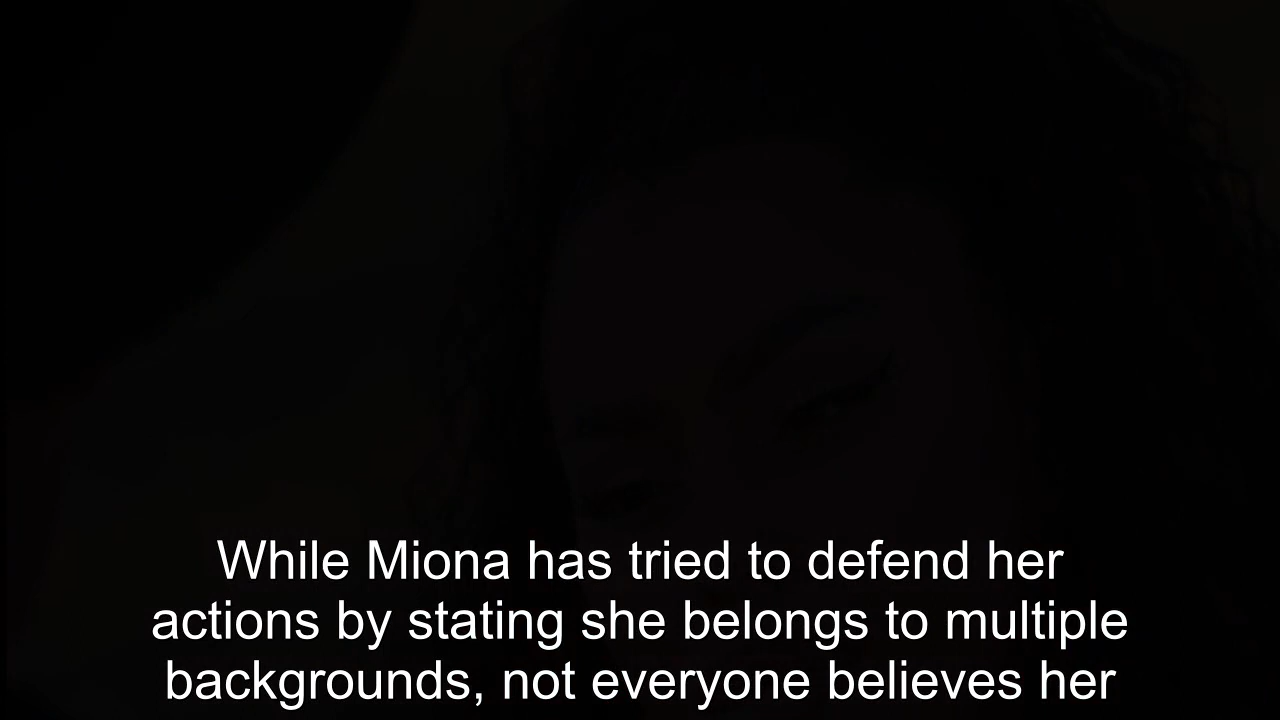 While Miona has tried to defend her
actions by stating she belongs to multiple
backgrounds, not everyone believes her